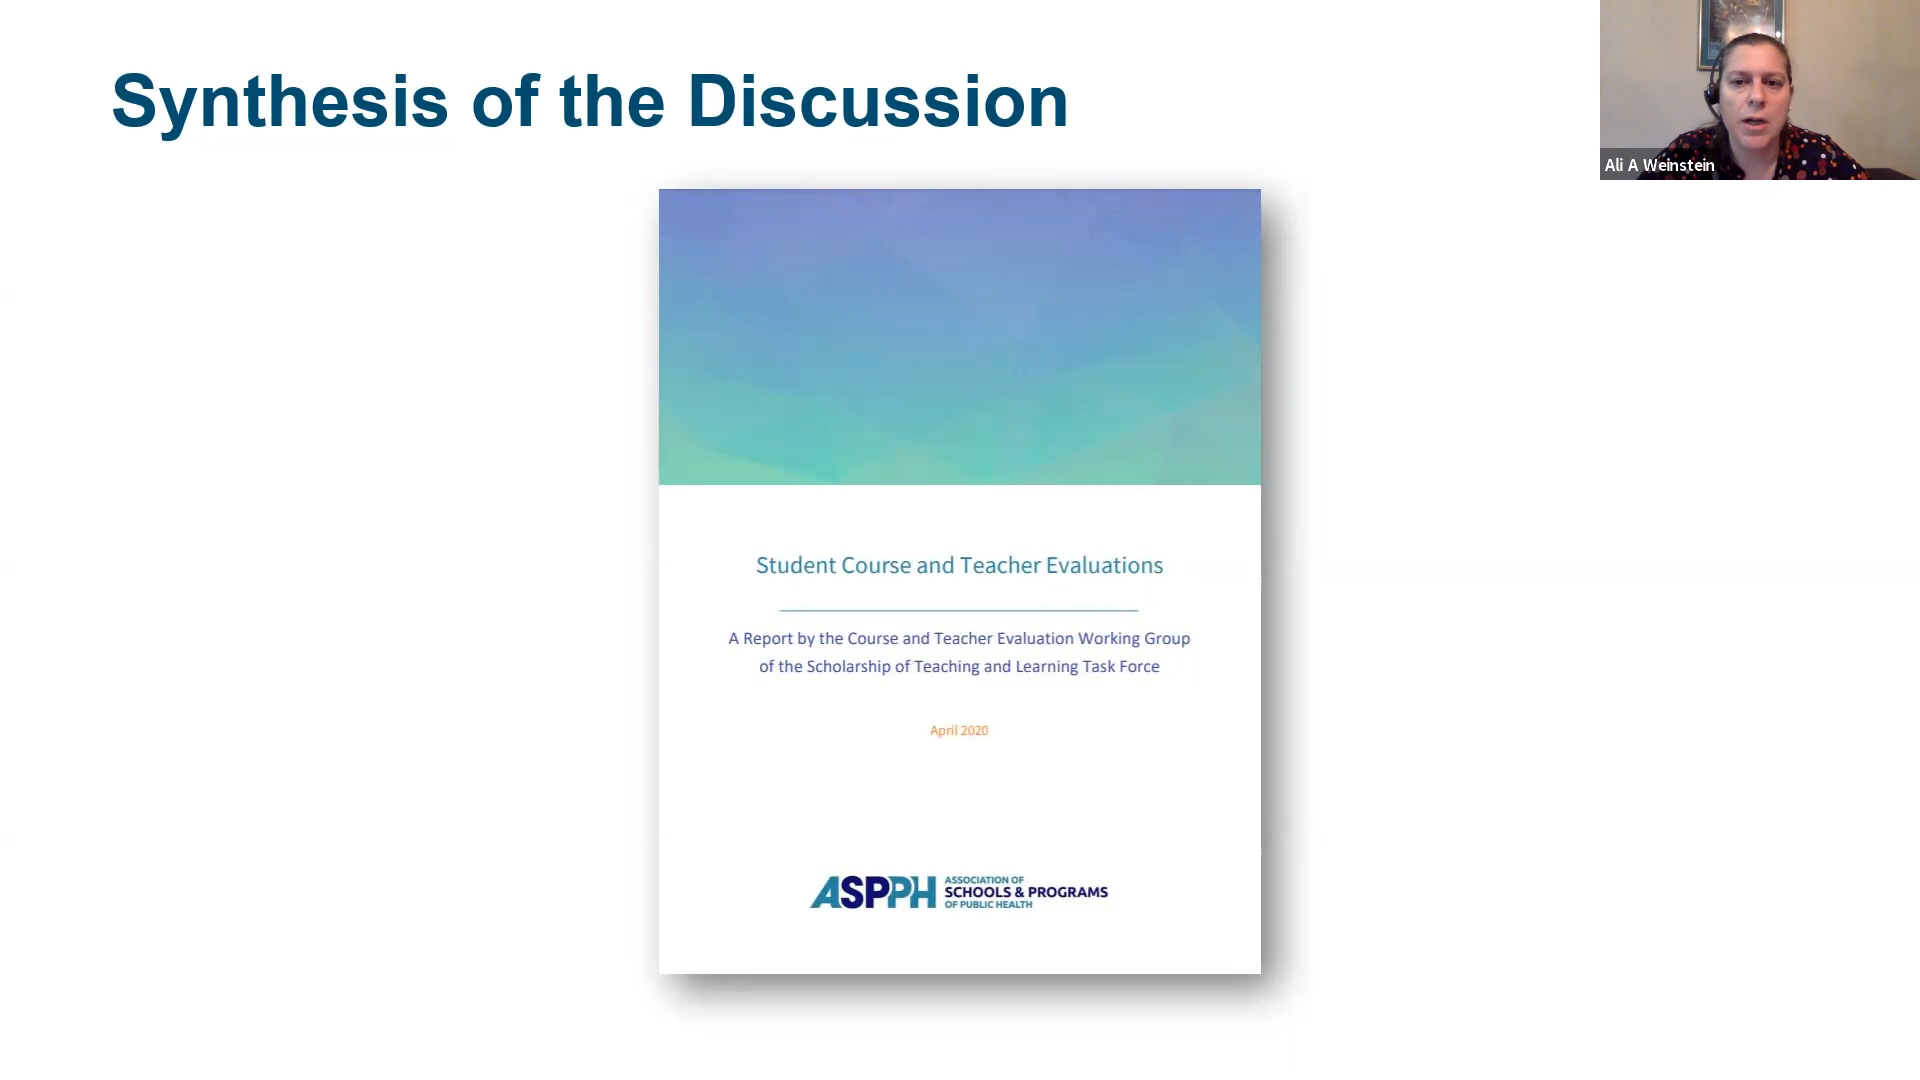 Synthesis of the Discussion
Ali A Weinstein
Student Course and Teacher Evaluations
A Report by the Course and Teacher Evaluation Working Group
of the Scholarship of Teaching and Learning Task Force
April 2020
ASPPH
ASSOCIATION OF
SCHOOLS & PROGRAMS
OF PUBLIC HEALTH